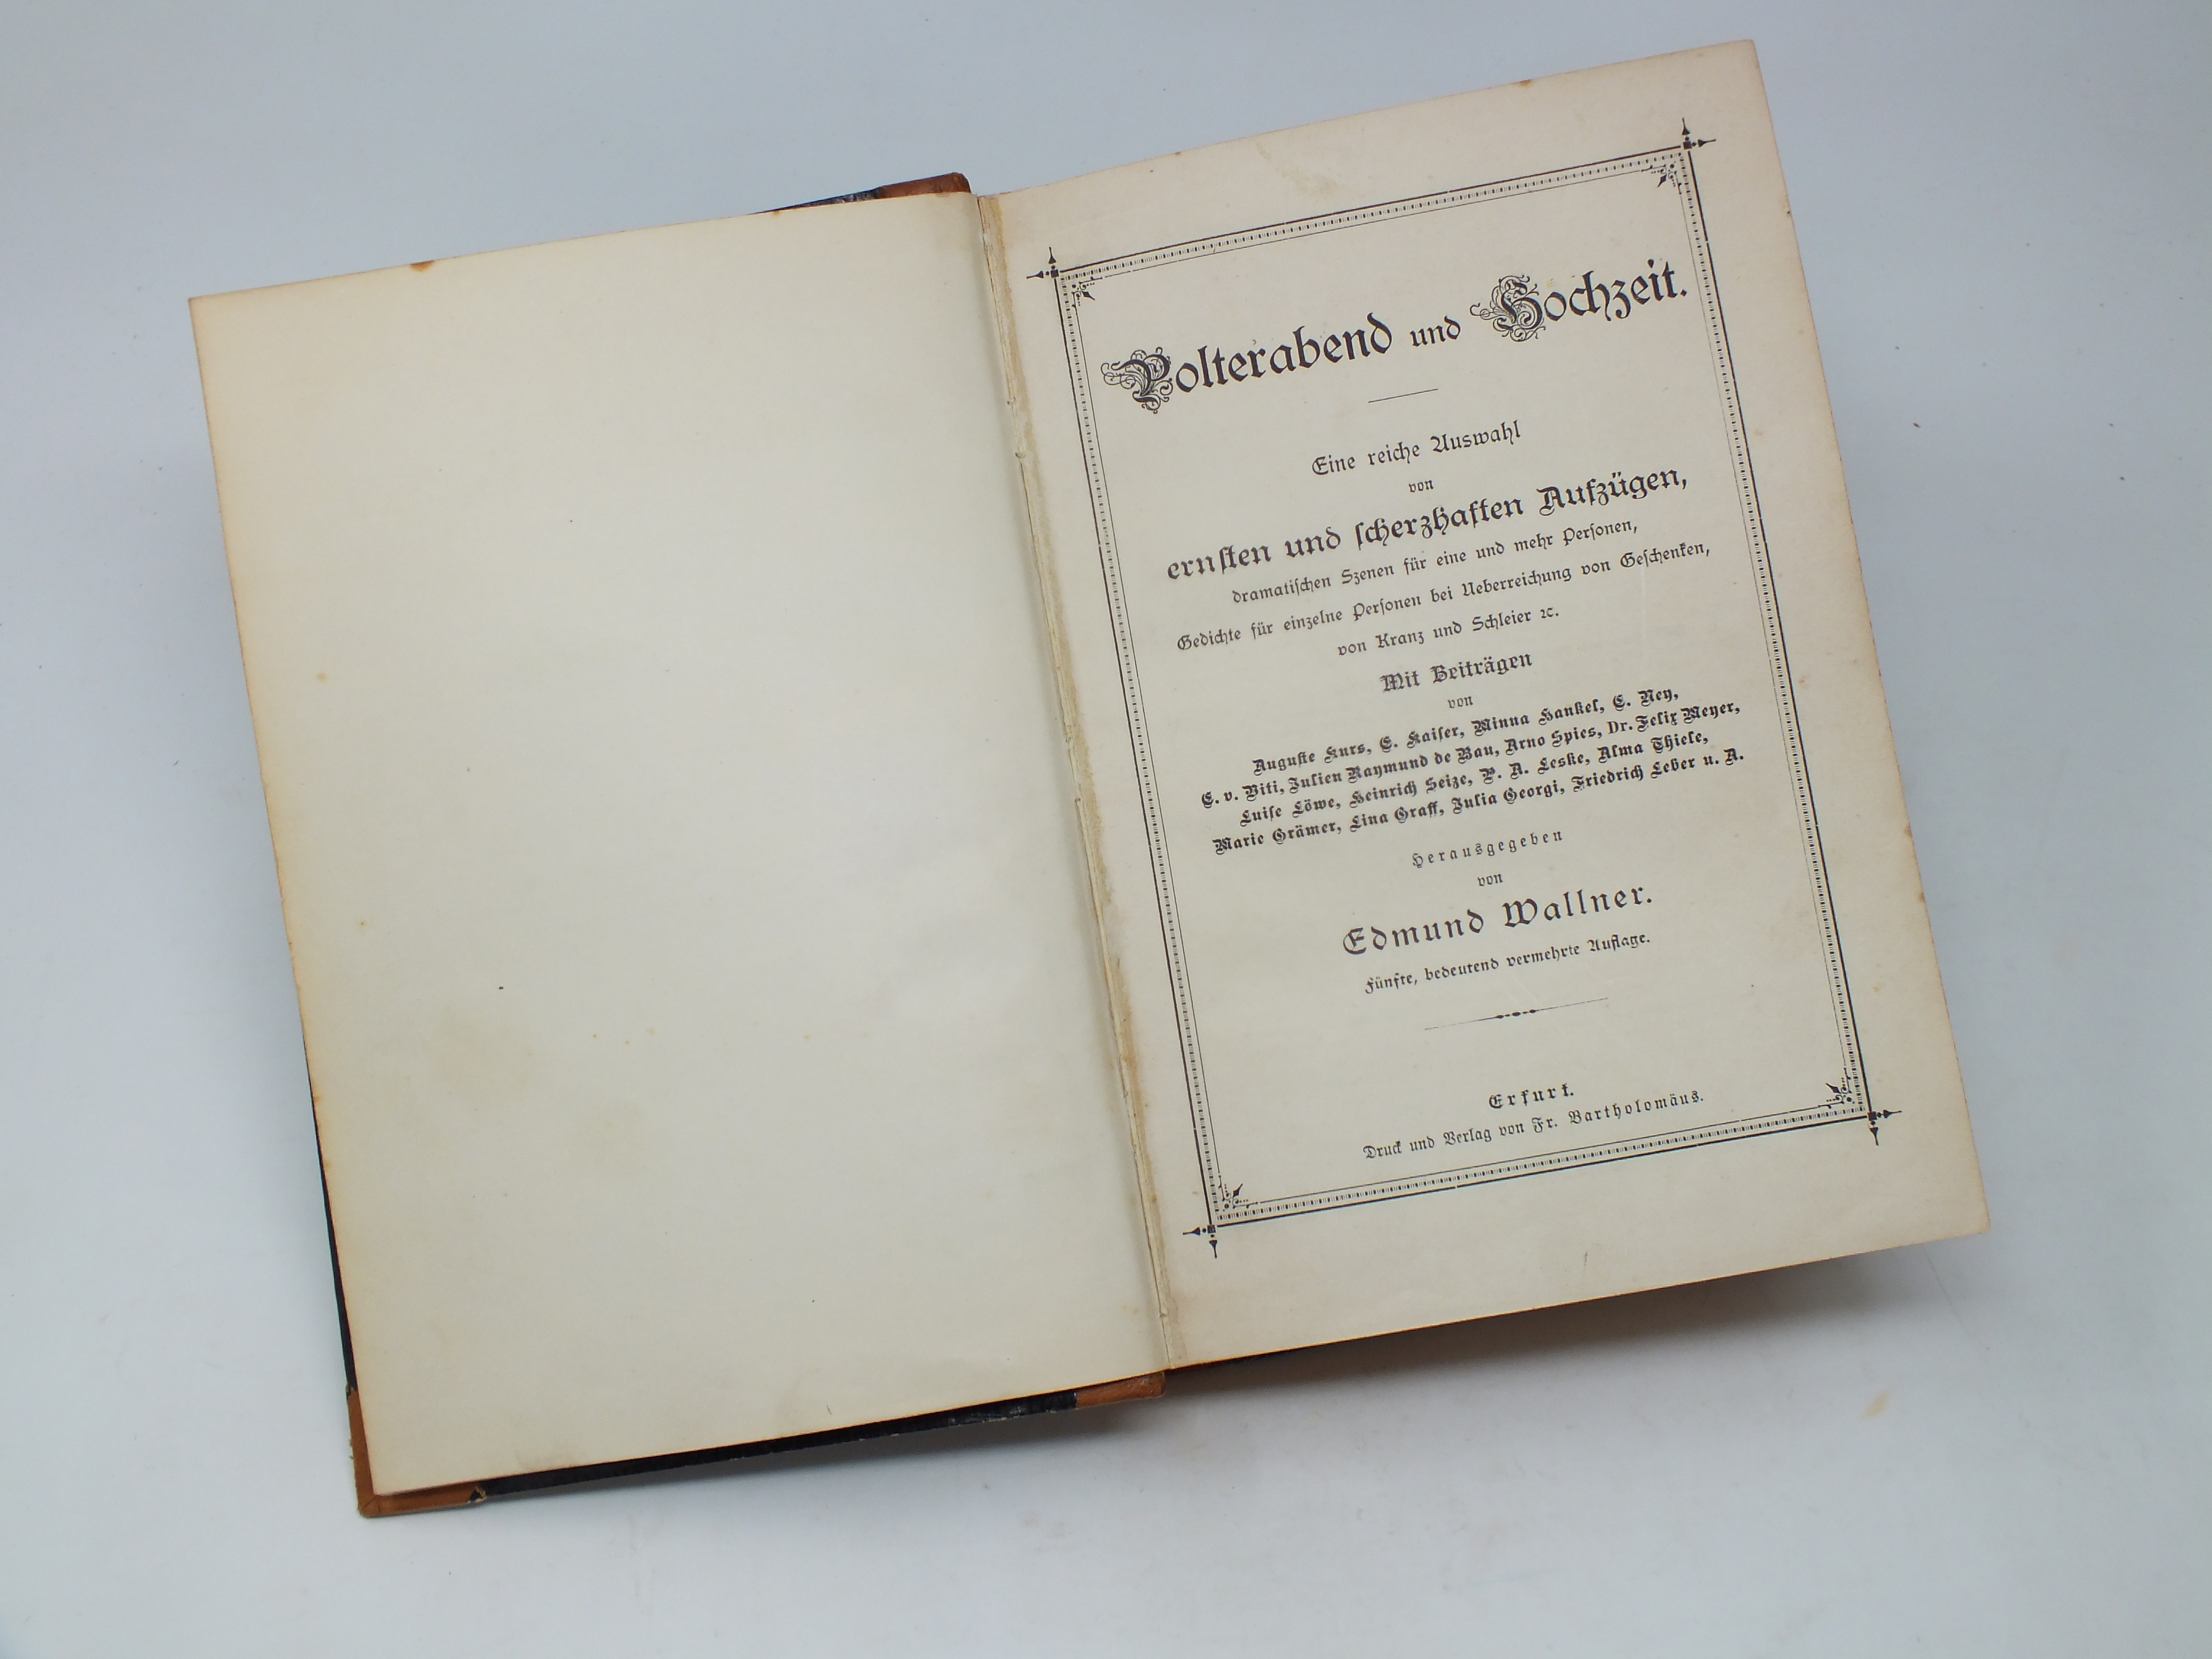 Polterabend und Hochzeit.
Eine reiche Auswahl
von
ernſten und ſcherzhaften Aufzügen,
dramatiſchen Szenen für eine und mehr Perſonen,
Gedichte für einzelne Perſonen bei Ueberreichung von Geſchenken,
von Kranz und Schleier ꝛc.
Mit Beiträgen
von
Auguſte Kurs, E. Kaiſer, Minna Hankel, E. Ney,
E. v. Viti, Julien Raymund de Bau, Arno Spies, Dr. Felix Meyer,
Luiſe Löwe, Heinrich Seize, P. A. Leske, Alma Thiele,
Marie Grämer, Lina Graff, Julia Georgi, Friedrich Leber u. A.
Herausgegeben
von
Edmund Wallner.
Fünfte, bedeutend vermehrte Auflage.
Erfurt.
Druck und Verlag von Fr. Bartholomäus.